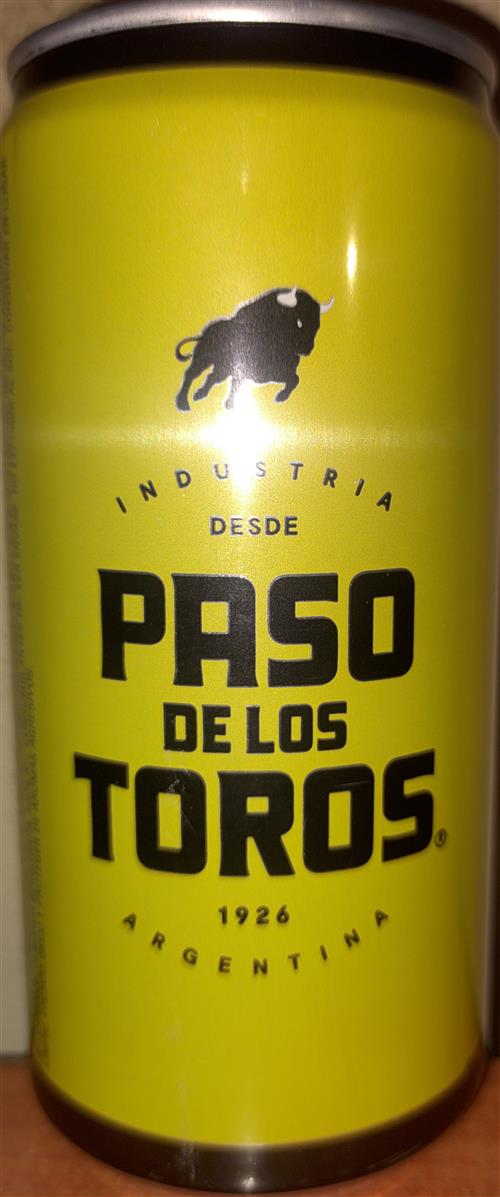 INDUSTRIA
DESDE
PASO
DE LOS
TOROS®
1926
ARGENTINA